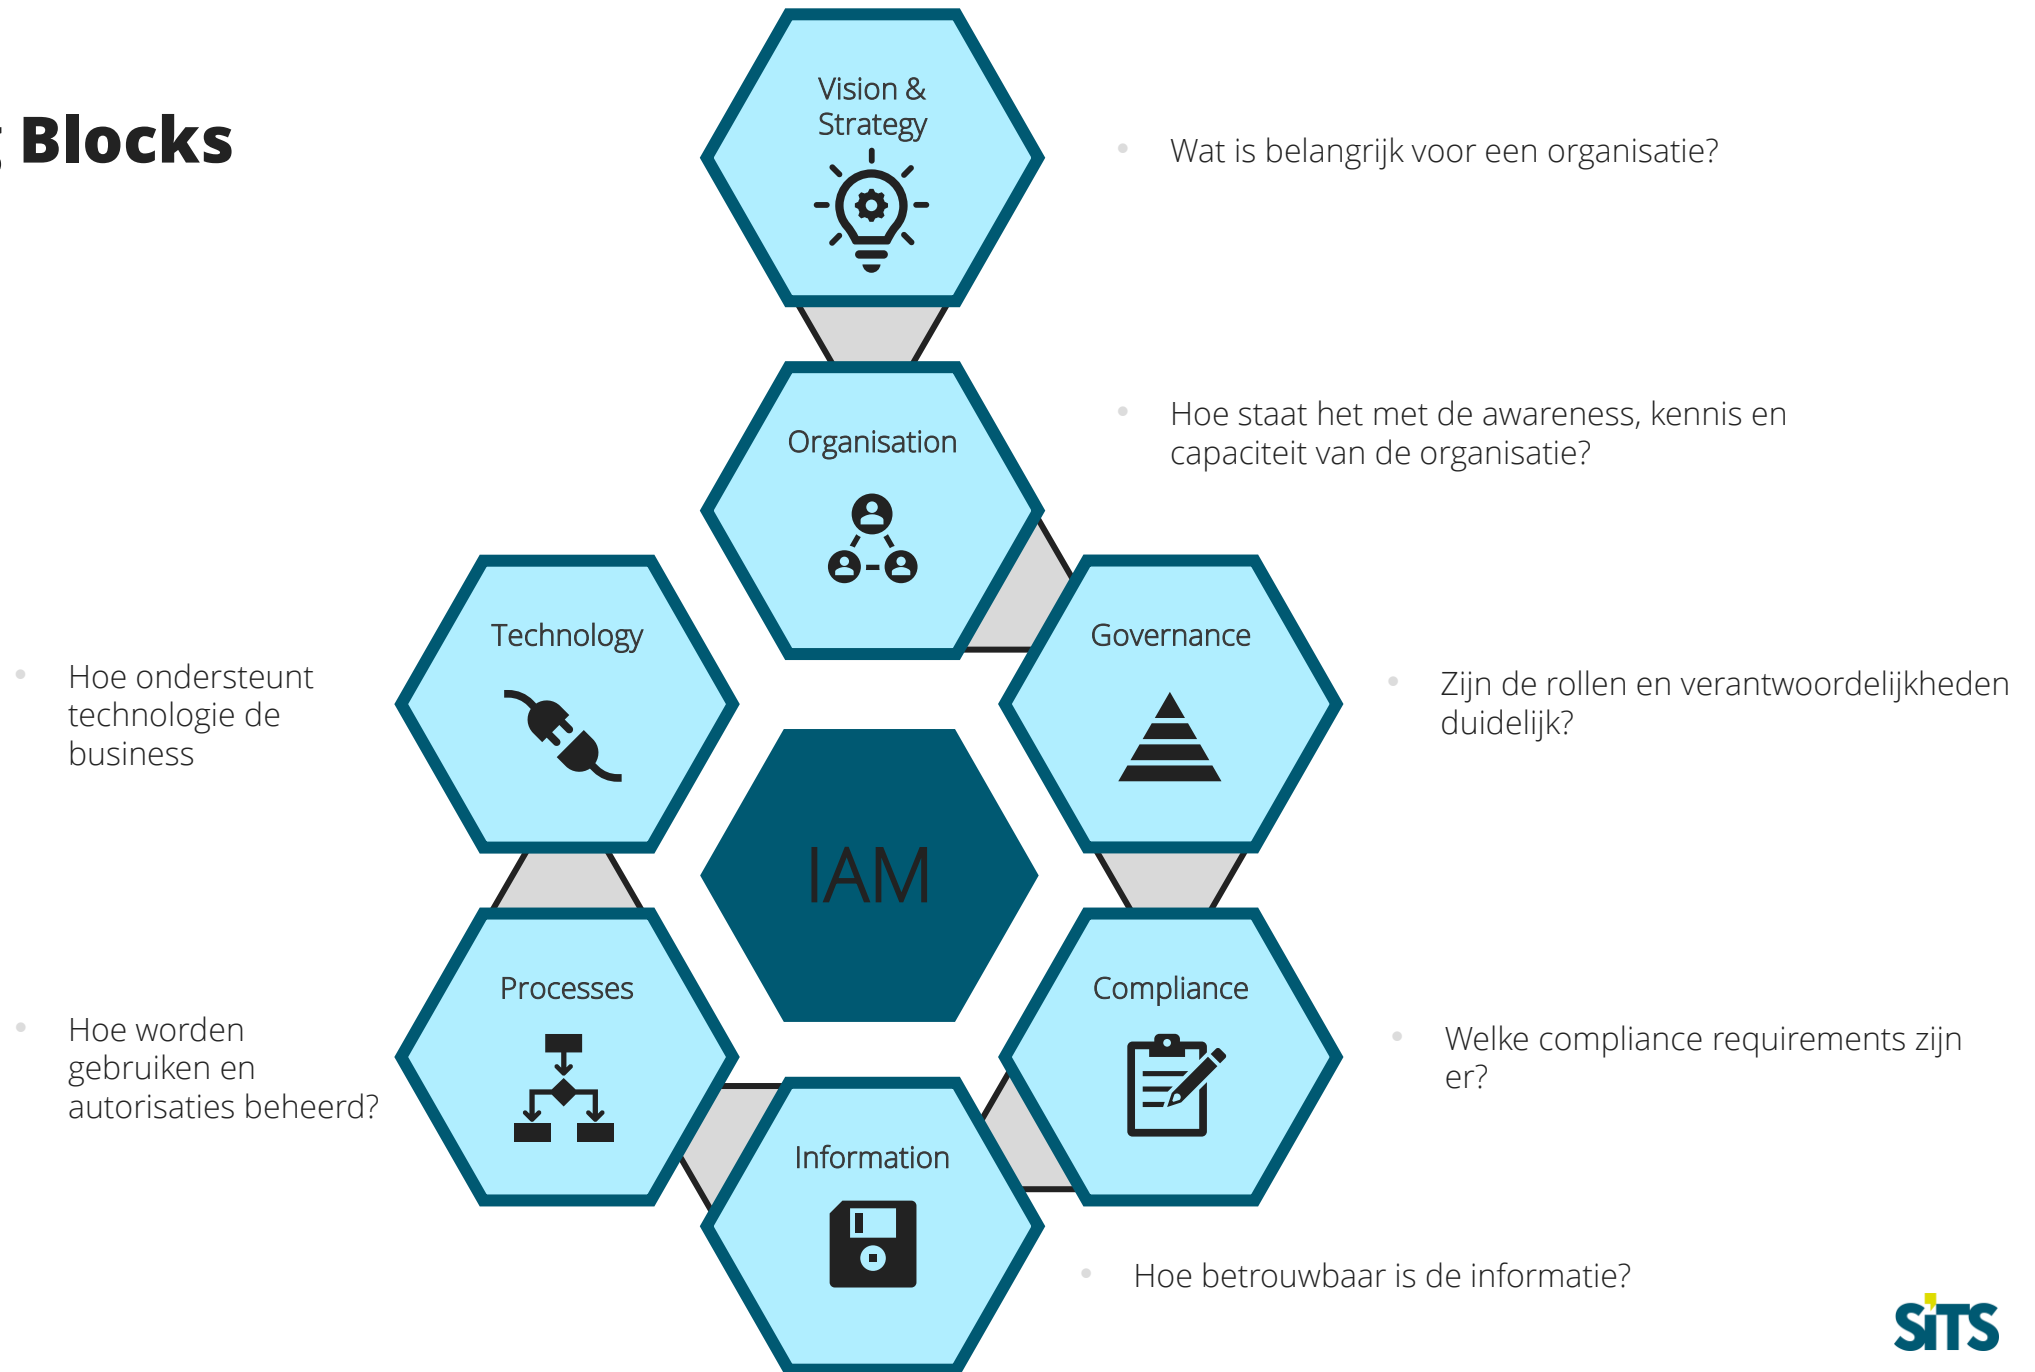 Blocks
Vision &
Strategy
Wat is belangrijk voor een organisatie?
Organisation
Hoe staat het met de awareness, kennis en
capaciteit van de organisatie?
Technology
Hoe ondersteunt
technologie de
business
Governance
Zijn de rollen en verantwoordelijkheden
duidelijk?
IAM
Processes
Hoe worden
gebruiken en
autorisaties beheerd?
Compliance
Welke compliance requirements zijn
er?
Information
Hoe betrouwbaar is de informatie?
SiTS